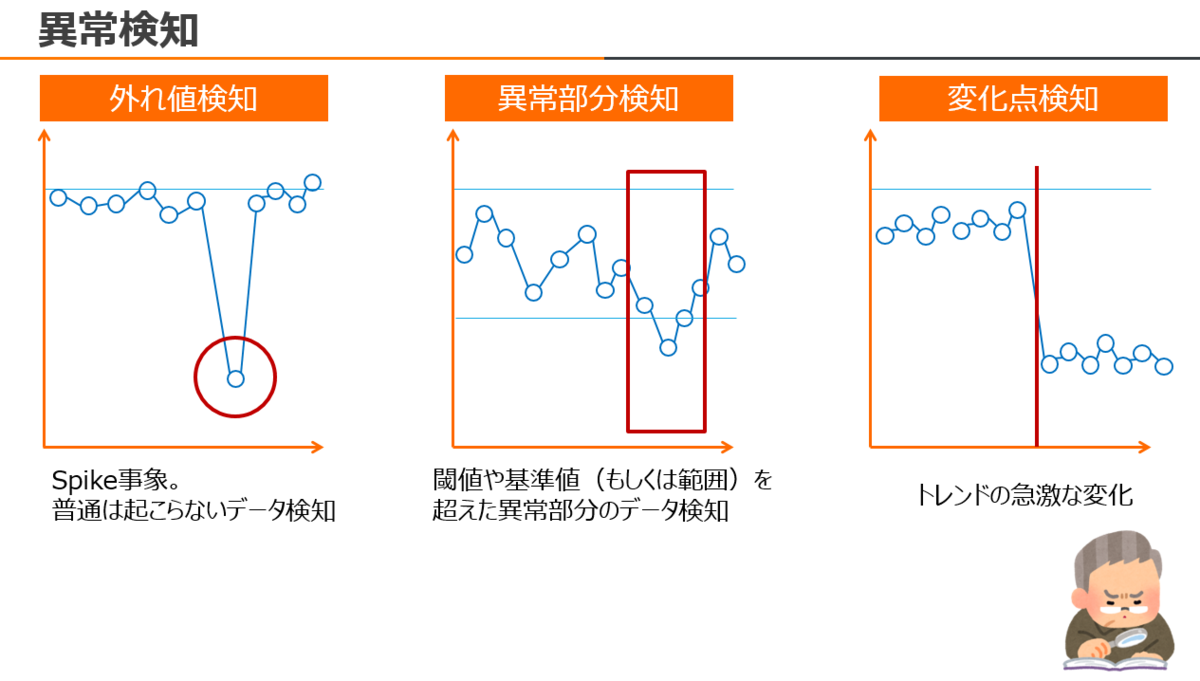 異常検知
外れ値検知
Spike事象。
普通は起こらないデータ検知
異常部分検知
閾値や基準値（もしくは範囲）を
超えた異常部分のデータ検知
変化点検知
トレンドの急激な変化